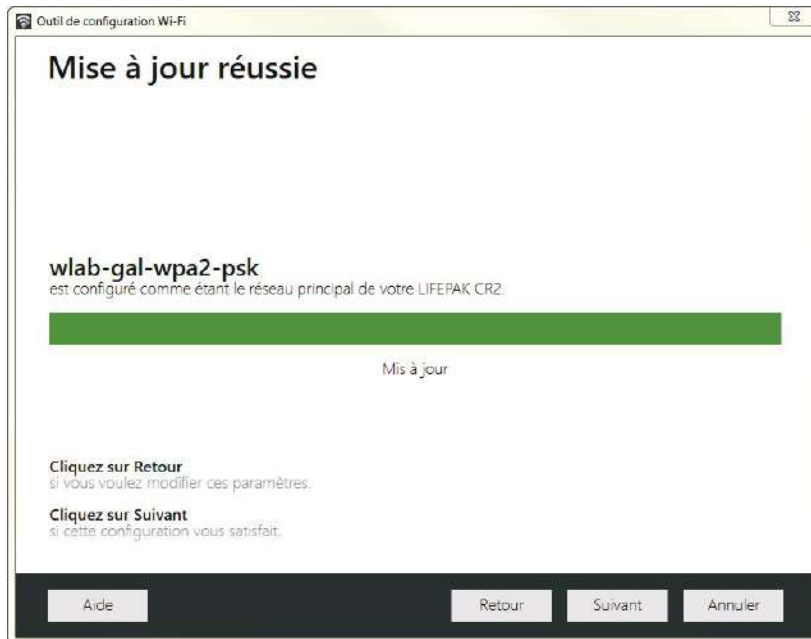 Outil de configuration Wi-Fi
Mise à jour réussie
wlab-gal-wpa2-psk
est configuré comme étant le réseau principal de votre LIFEPAK CR2.
Mis à jour
Cliquez sur Retour
si vous voulez modifier ces paramètres.
Cliquez sur Suivant
si cette configuration vous satisfait.
Aide
Retour
Suivant
Annuler